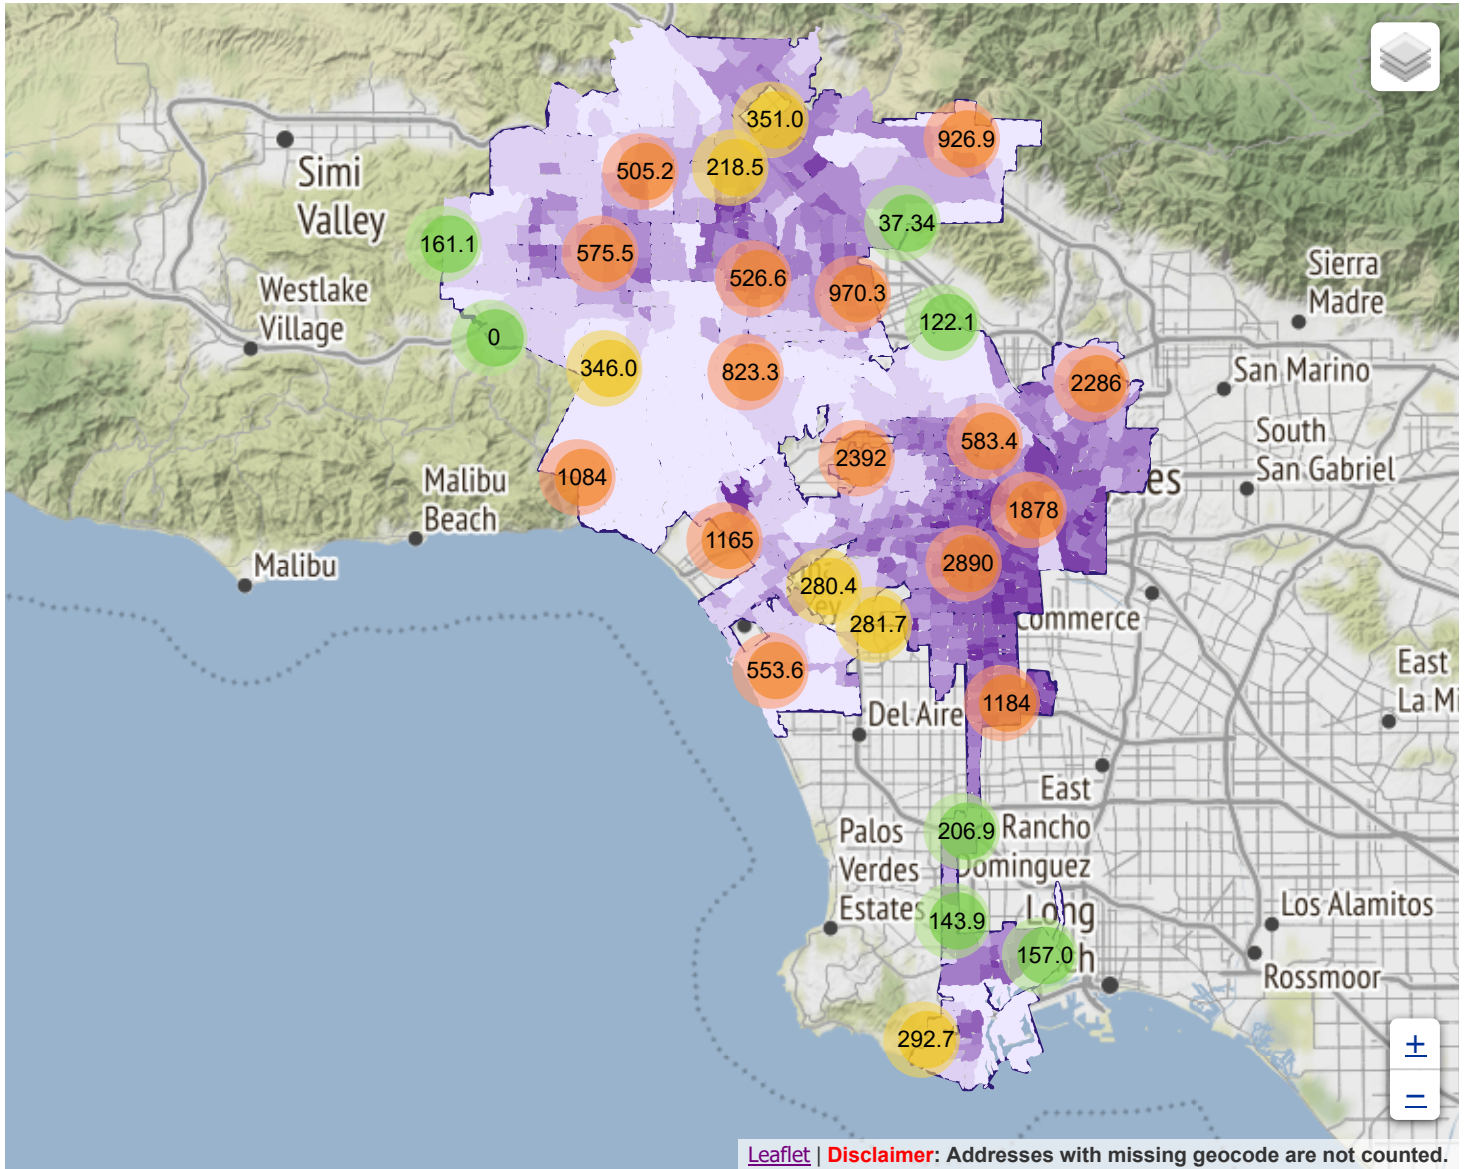 351.0
926.9
505.2
218.5
Simi
Valley
37.34
161.1
575.5
526.6
970.3
Sierra
Madre
Westlake
Village
122.1
0
346.0
823.3
2286
San Marino
583.4
South
San Gabriel
2392
1084
Malibu
Beach
es
1878
1165
2890
Malibu
280.4
ey
281.7
Commerce
553.6
East
La Mi
1184
Del Aire
East
Rancho
Dominguez
206.9
Palos
Verdes
Estates
143.9
Long
ch
157.0
Los Alamitos
Rossmoor
292.7
+
−
Leaflet | Disclaimer: Addresses with missing geocode are not counted.